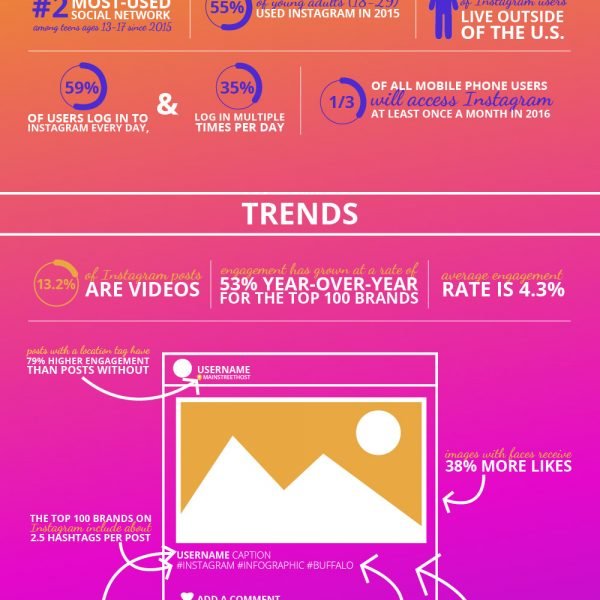 #2 MOST-USED
SOCIAL NETWORK
among teens ages 13-17 since 2015
55%
of young adults (18-29)
USED INSTAGRAM IN 2015
of Instagram users
LIVE OUTSIDE
OF THE U.S.
59%
OF USERS LOG IN TO
INSTAGRAM EVERY DAY,
&
35%
LOG IN MULTIPLE
TIMES PER DAY
1/3
OF ALL MOBILE PHONE USERS
will access Instagram
AT LEAST ONCE A MONTH IN 2016
TRENDS
13.2%
of Instagram posts
ARE VIDEOS
engagement has grown at a rate of
53% YEAR-OVER-YEAR
FOR THE TOP 100 BRANDS
average engagement
RATE IS 4.3%
posts with a location tag have
79% HIGHER ENGAGEMENT
THAN POSTS WITHOUT
USERNAME
MAINSTREETHOST
images with faces receive
38% MORE LIKES
THE TOP 100 BRANDS ON
Instagram include about
2.5 HASHTAGS PER POST
USERNAME CAPTION
#INSTAGRAM #INFOGRAPHIC #BUFFALO
ADD A COMMENT